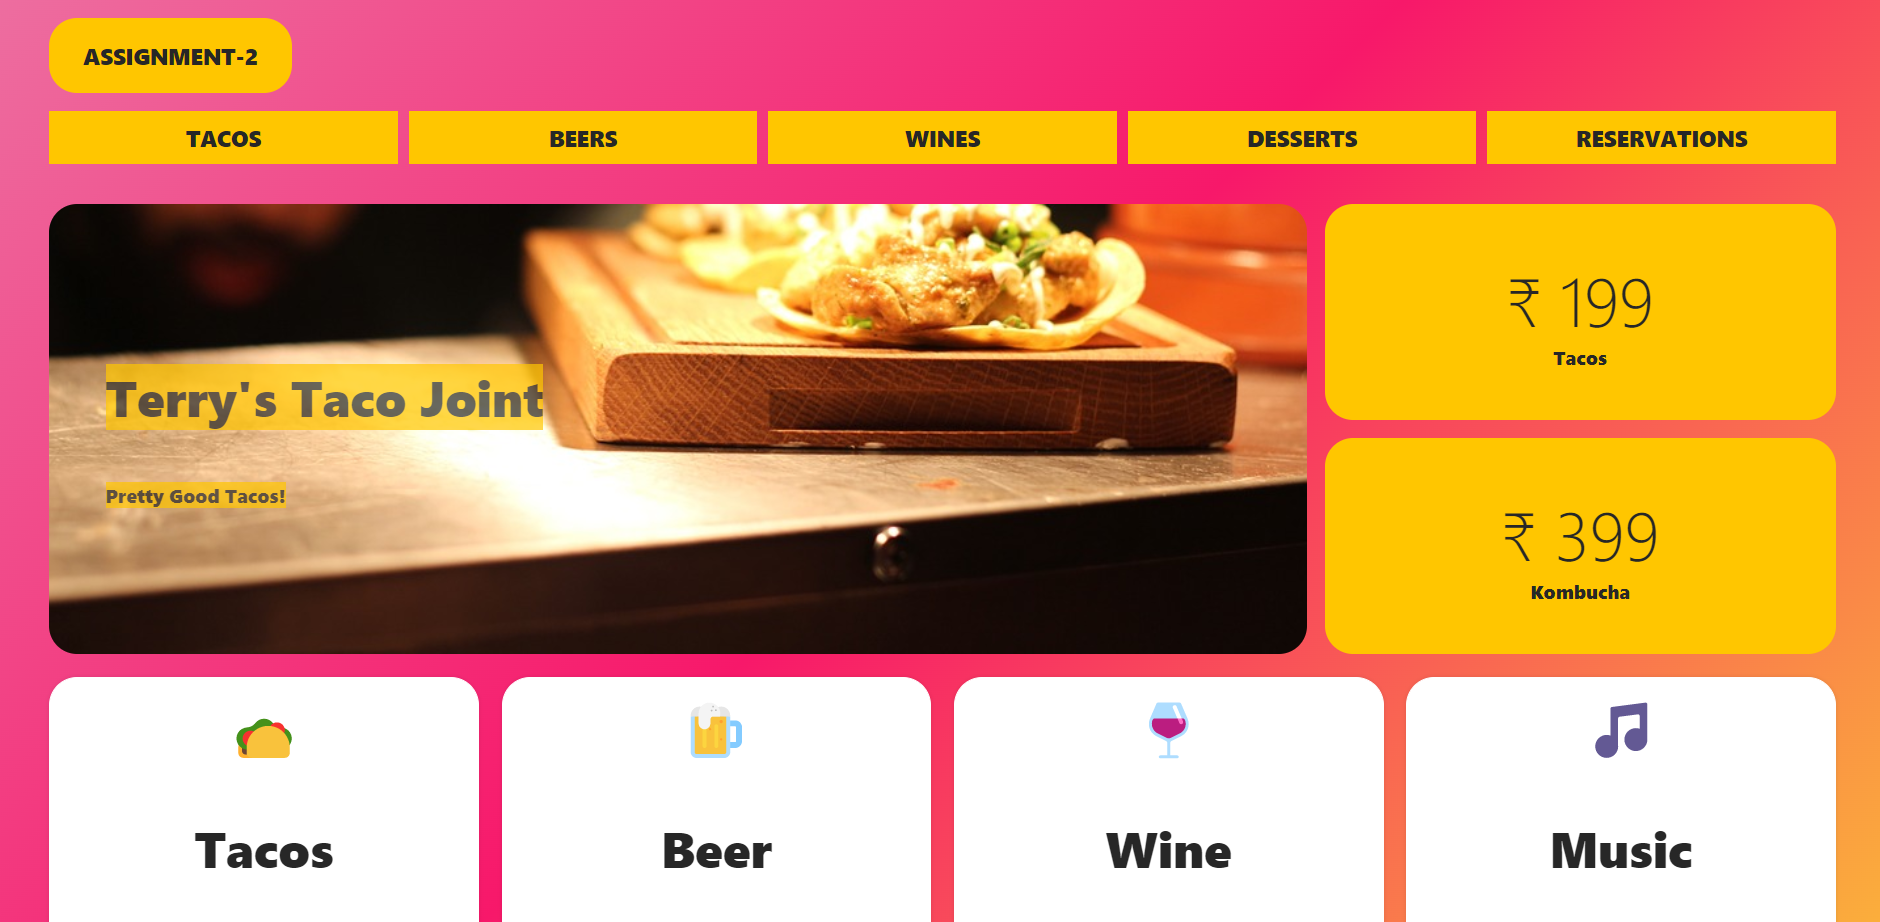 ASSIGNMENT-2
TACOS
BEERS
WINES
DESSERTS
RESERVATIONS
Terry's Taco Joint
Pretty Good Tacos!
₹ 199
Tacos
₹ 399
Kombucha
Tacos
Beer
Wine
Music